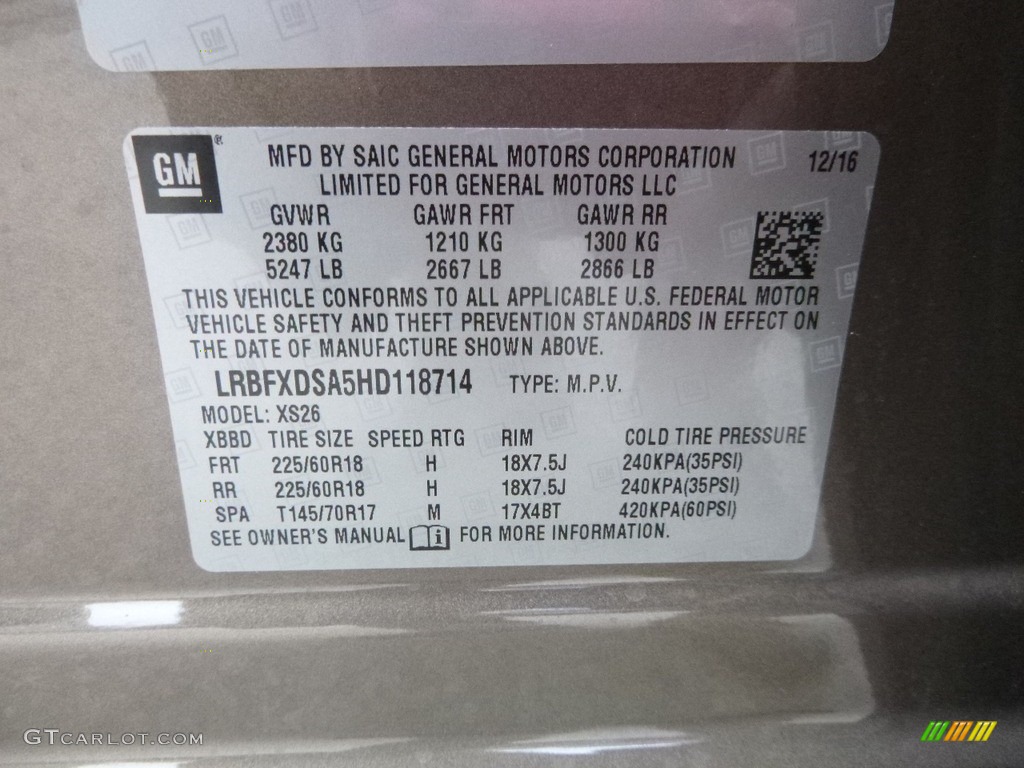 GM
MFD BY SAIC GENERAL MOTORS CORPORATION 12/16
LIMITED FOR GENERAL MOTORS LLC
GVWR GAWR FRT GAWR RR
2380 KG 1210 KG 1300 KG
5247 LB 2667 LB 2866 LB
THIS VEHICLE CONFORMS TO ALL APPLICABLE U.S. FEDERAL MOTOR
VEHICLE SAFETY AND THEFT PREVENTION STANDARDS IN EFFECT ON
THE DATE OF MANUFACTURE SHOWN ABOVE.
LRBFXDSA5HD118714 TYPE: M.P.V.
MODEL: XS26
XBBD TIRE SIZE SPEED RTG RIM COLD TIRE PRESSURE
FRT 225/60R18 H 18X7.5J 240KPA(35PSI)
RR 225/60R18 H 18X7.5J 240KPA(35PSI)
SPA T145/70R17 M 17X4BT 420KPA(60PSI)
SEE OWNER'S MANUAL i FOR MORE INFORMATION.
GTCARLOT.COM